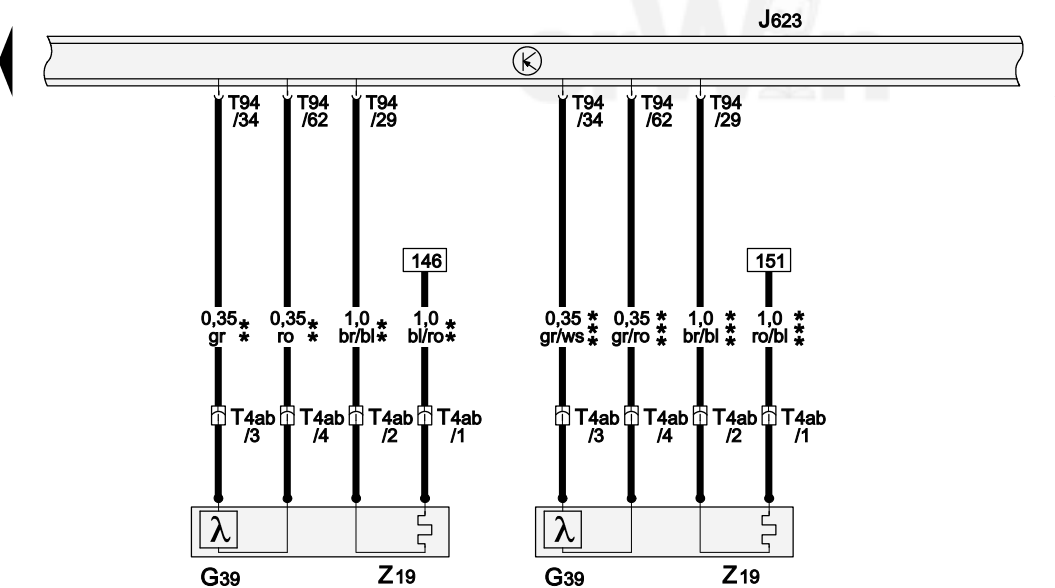 J623
T94 T94 T94 T94 T94 T94
/34 /62 /29 /34 /62 /29
146 151
0,35 * 0,35 * 1,0 * 1,0 * 0,35 * 0,35 * 1,0 * 1,0 *
gr * ro * br/bl * bl/ro * gr/ws * * gr/ro * * br/bl * * ro/bl * *
T4ab T4ab T4ab T4ab T4ab T4ab T4ab T4ab
/3 /4 /2 /1 /3 /4 /2 /1
λ λ
G39 Z19 G39 Z19